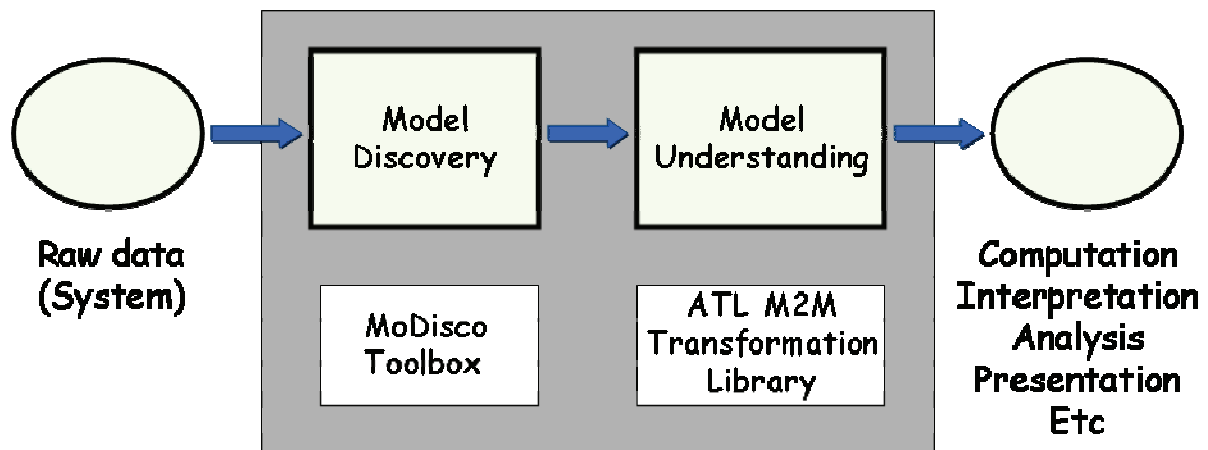 Model
Discovery
Model
Understanding
Raw data
(System)
MoDisco
Toolbox
ATL M2M
Transformation
Library
Computation
Interpretation
Analysis
Presentation
Etc